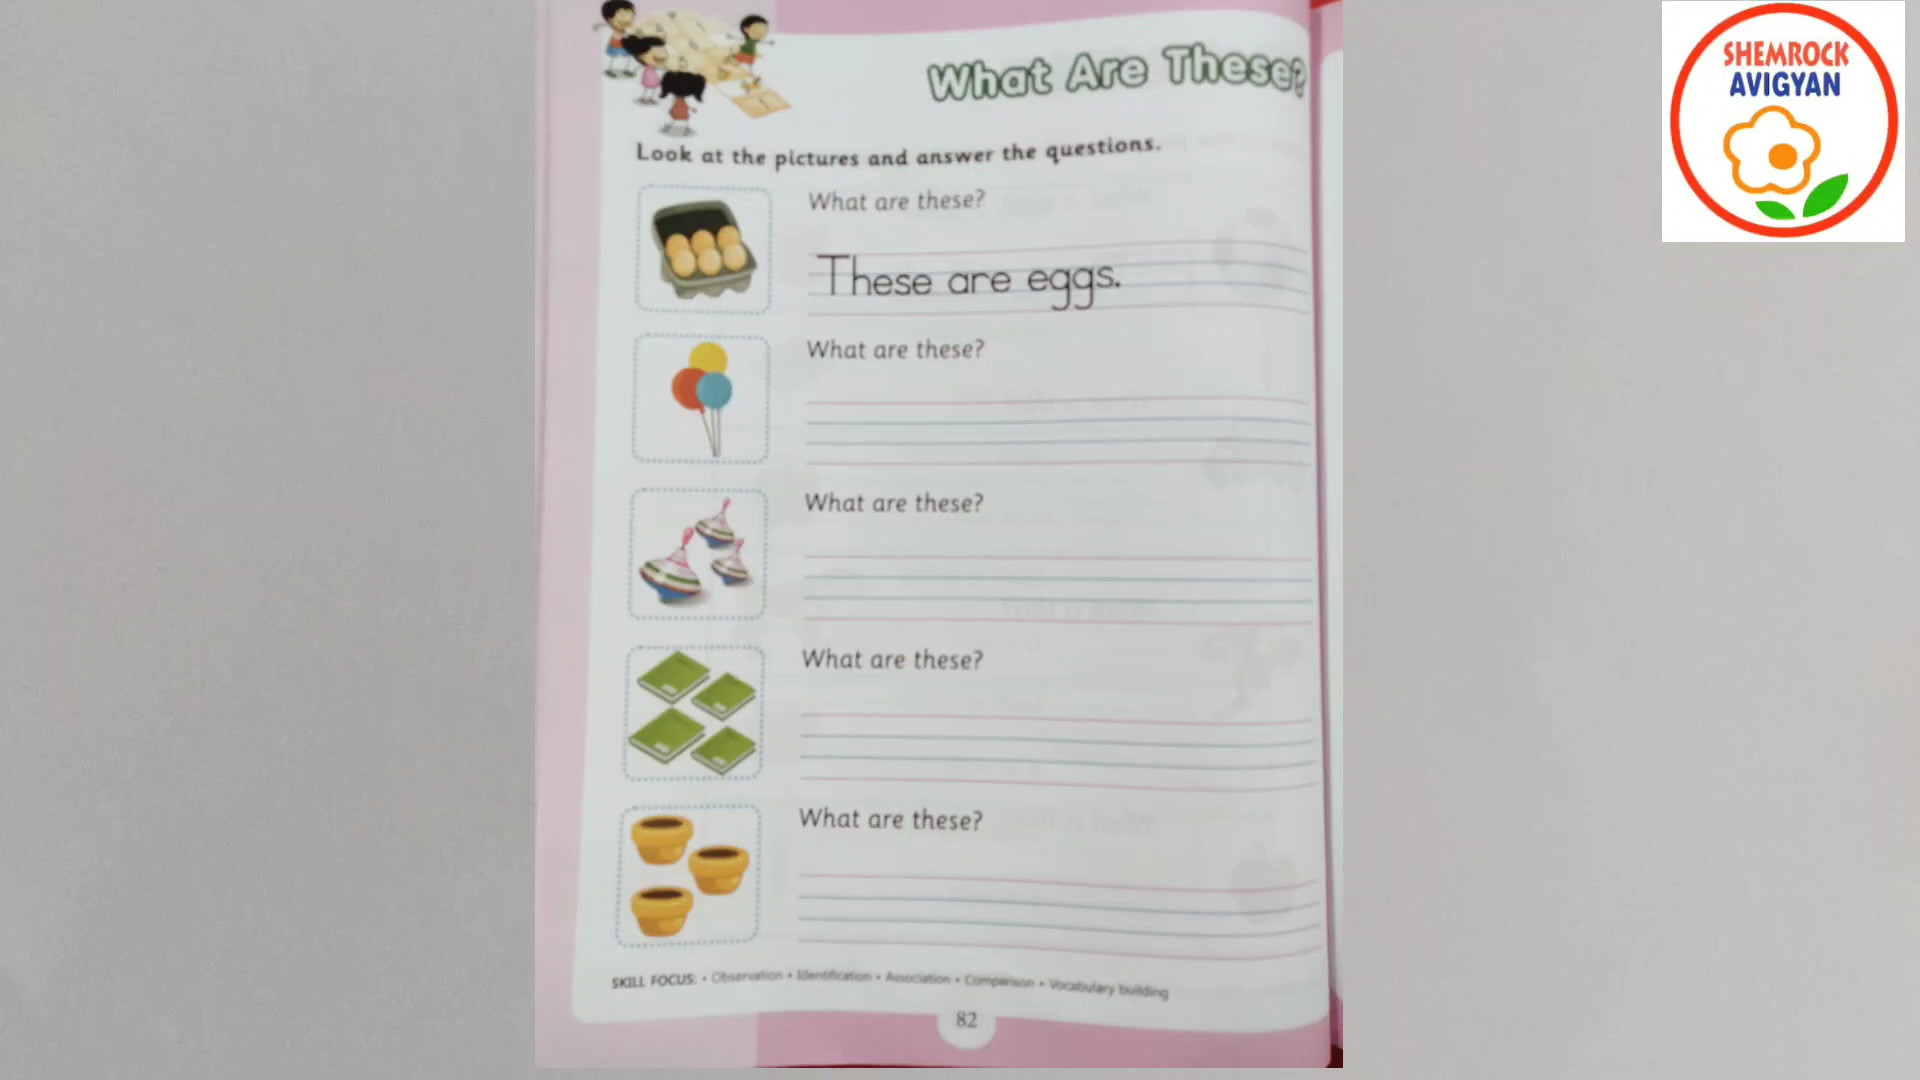 What Are These?
Look at the pictures and answer the questions.
What are these?
These are eggs.
What are these?
What are these?
What are these?
What are these?
SKILL FOCUS: • Observation • Identification • Association • Comparison • Vocabulary building
82
SHEMROCK
AVIGYAN